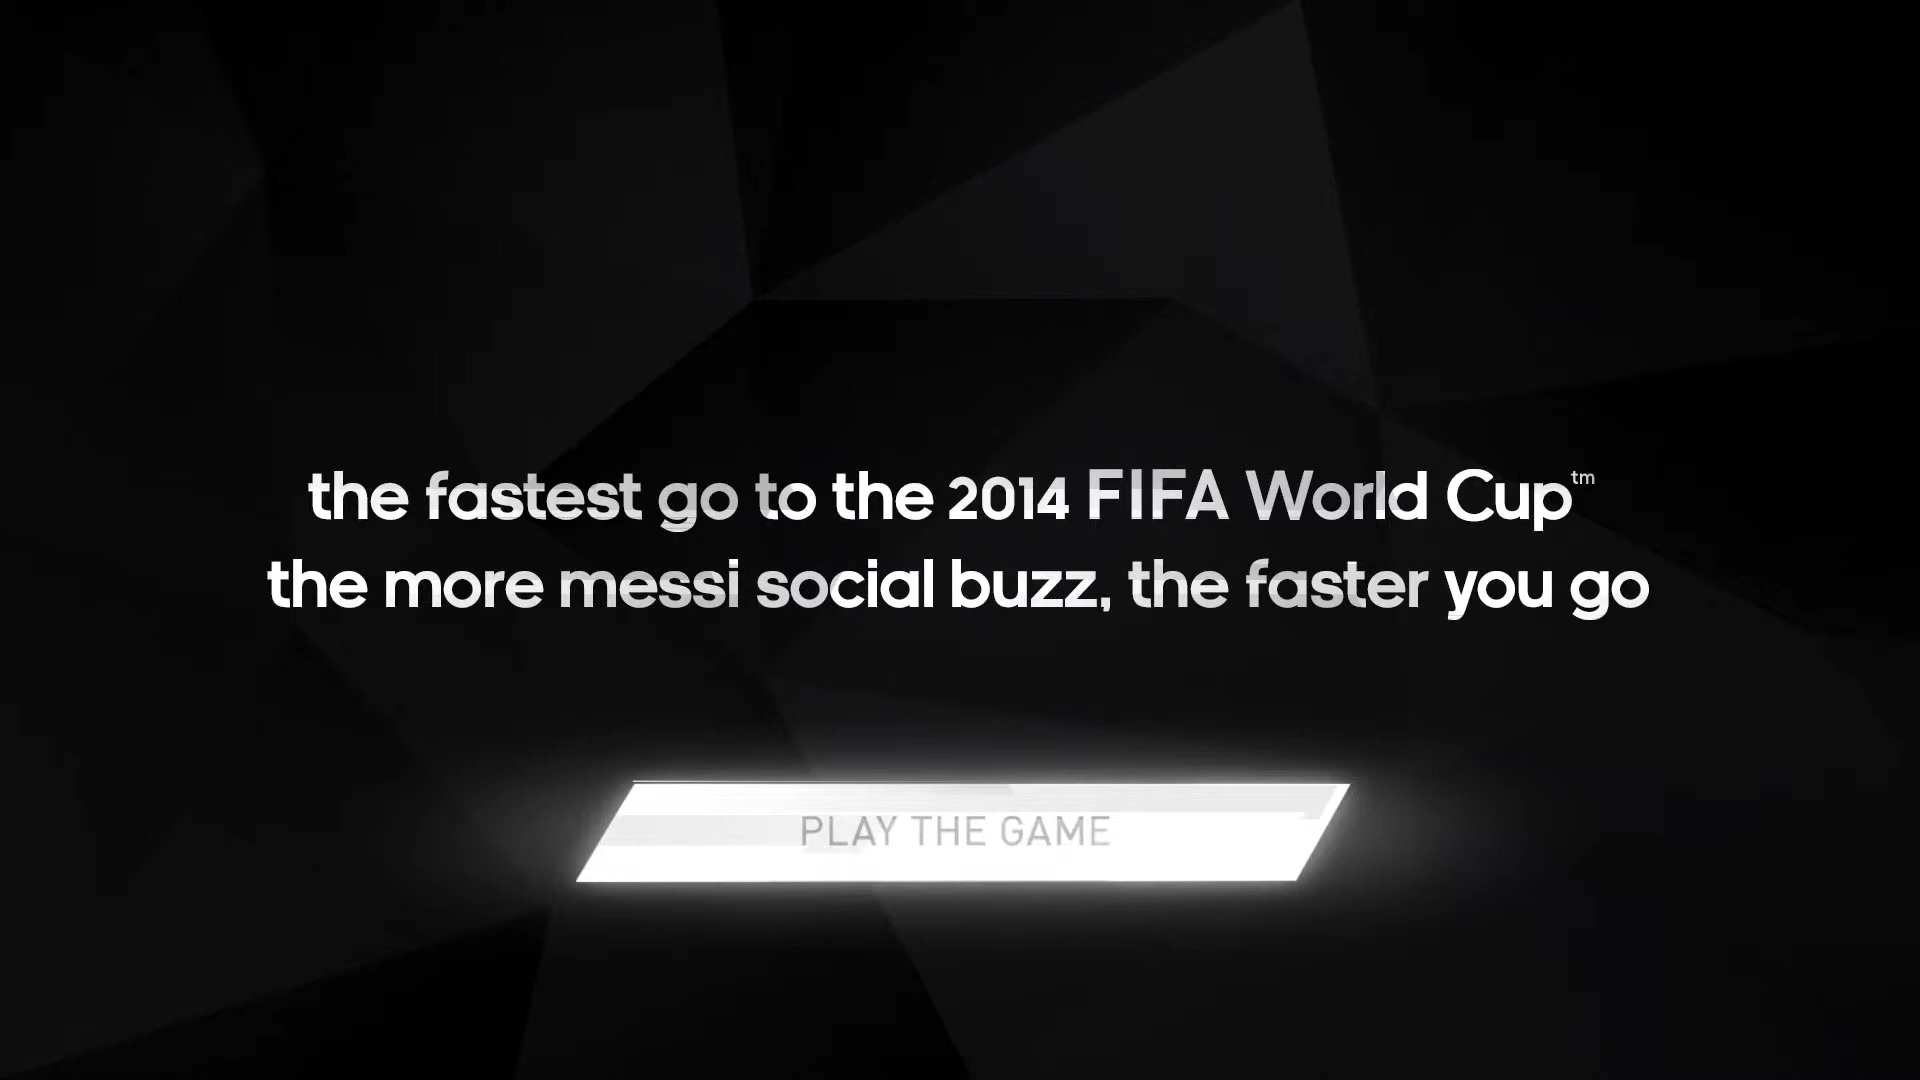 the fastest go to the 2014 FIFA World Cup™
the more messi social buzz, the faster you go
PLAY THE GAME